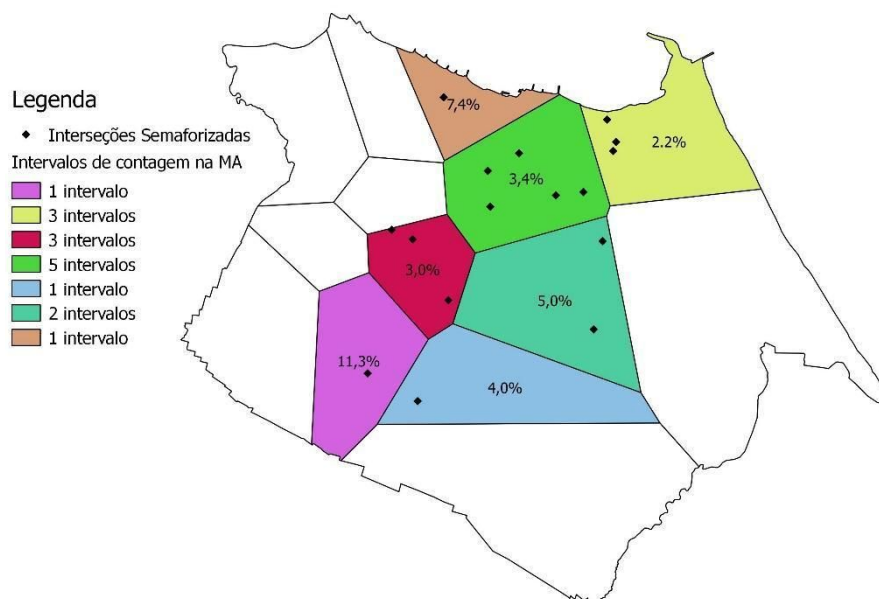 Legenda
Interseções Semaforizadas
Intervalos de contagem na MA
1 intervalo
3 intervalos
3 intervalos
5 intervalos
1 intervalo
2 intervalos
1 intervalo
7,4%
2.2%
3,4%
3,0%
5,0%
11,3%
4,0%